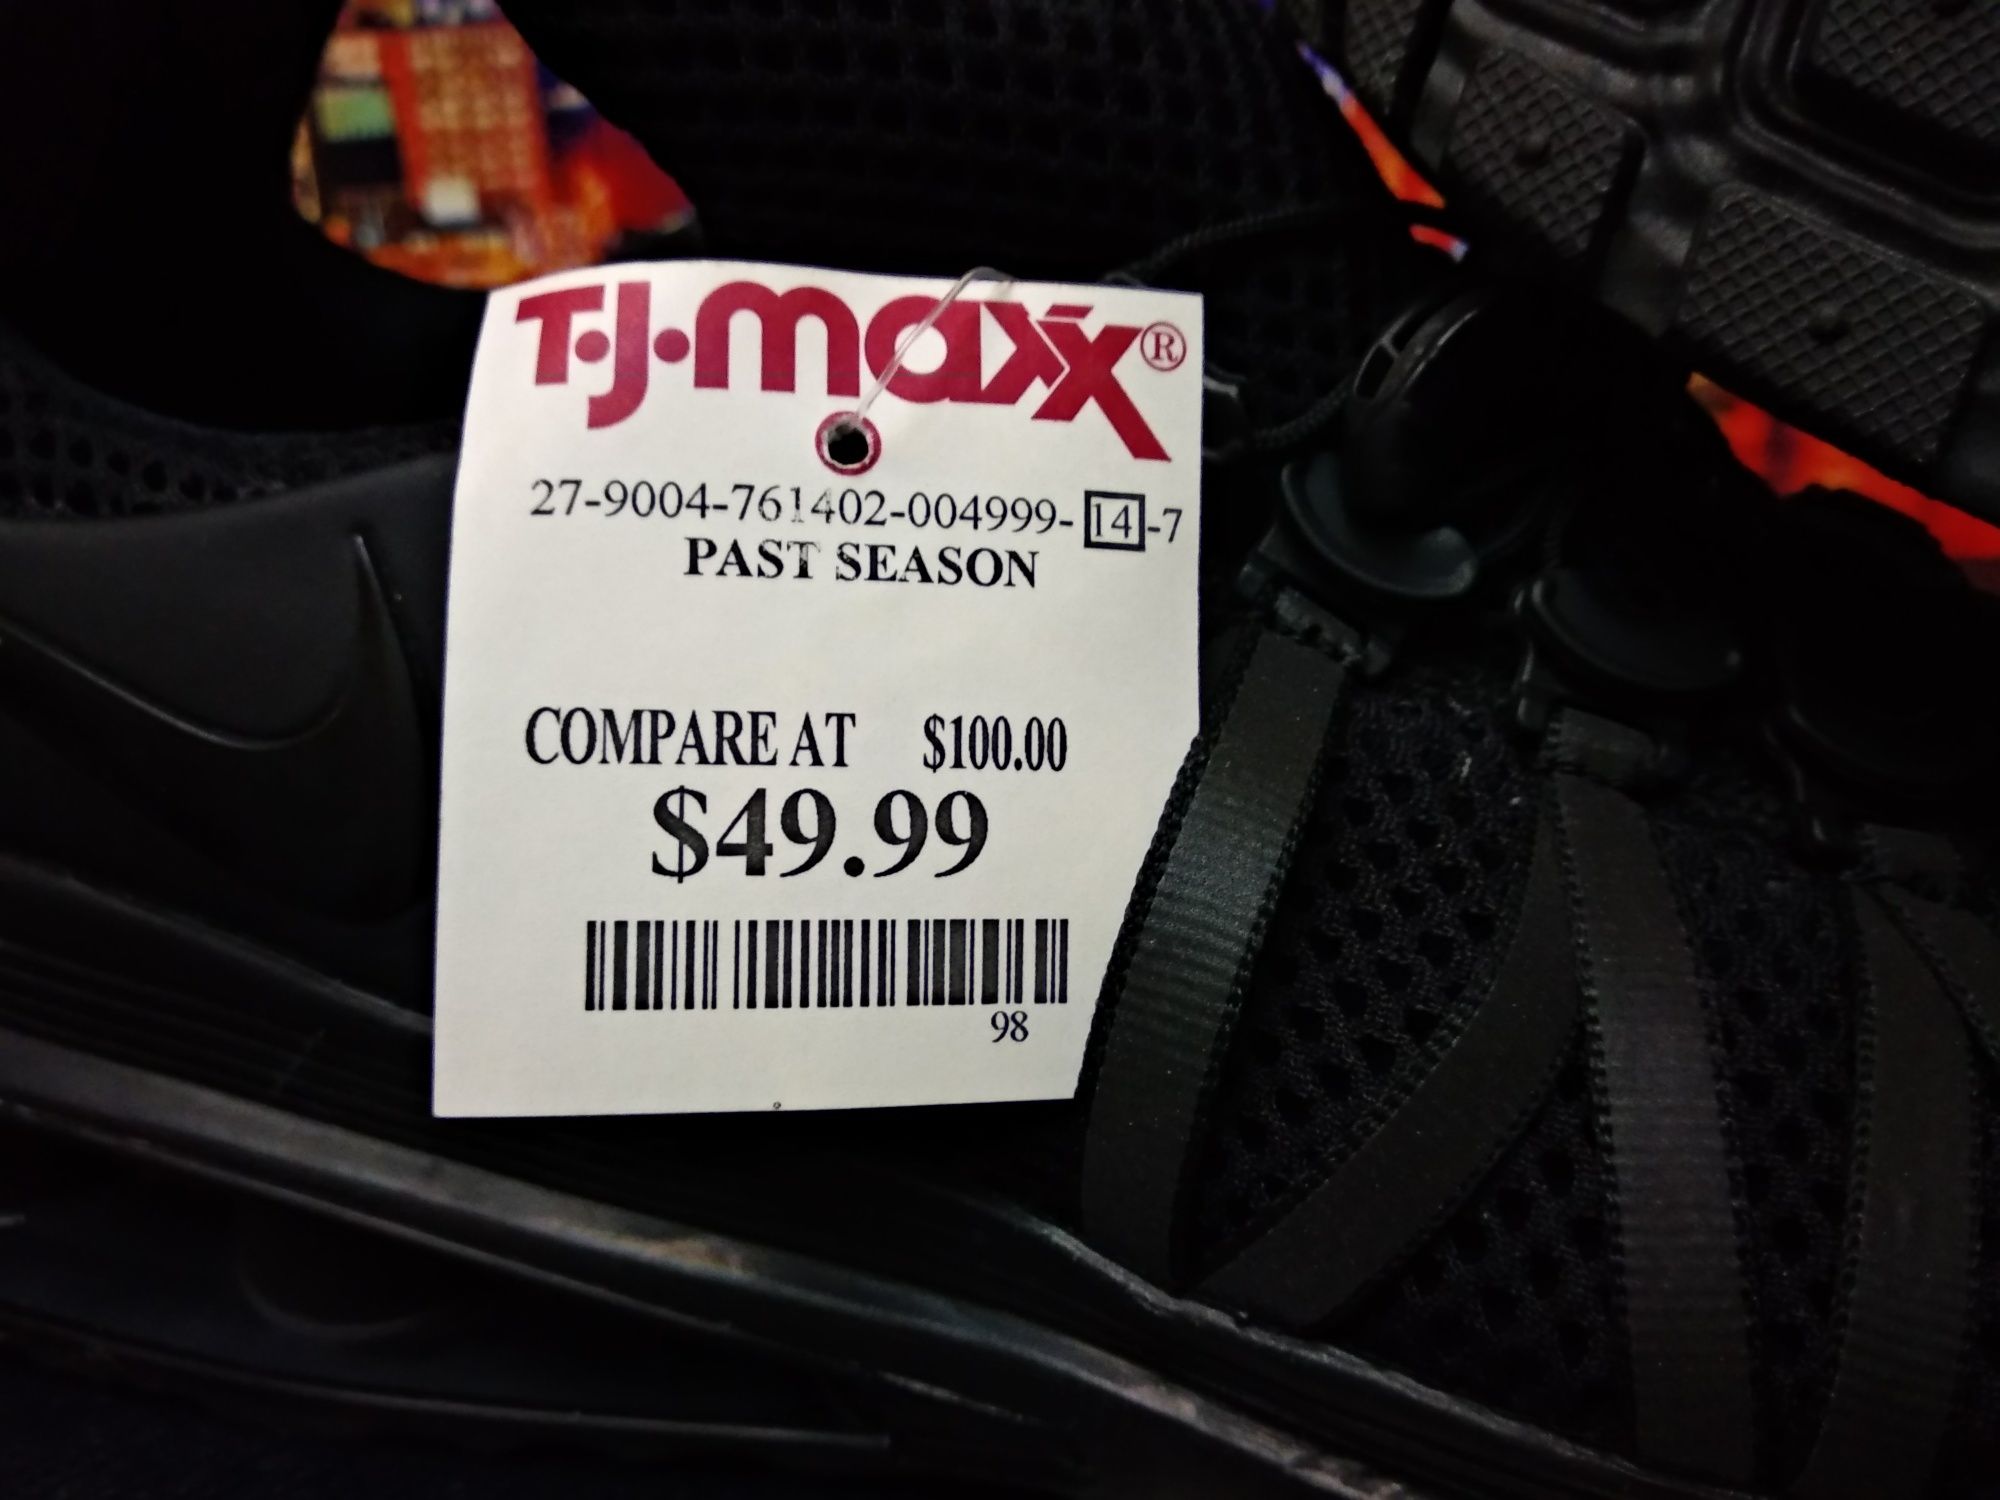 T·J·maxx®
27-9004-761402-004999-14-7
PAST SEASON
COMPARE AT $100.00
$49.99
98